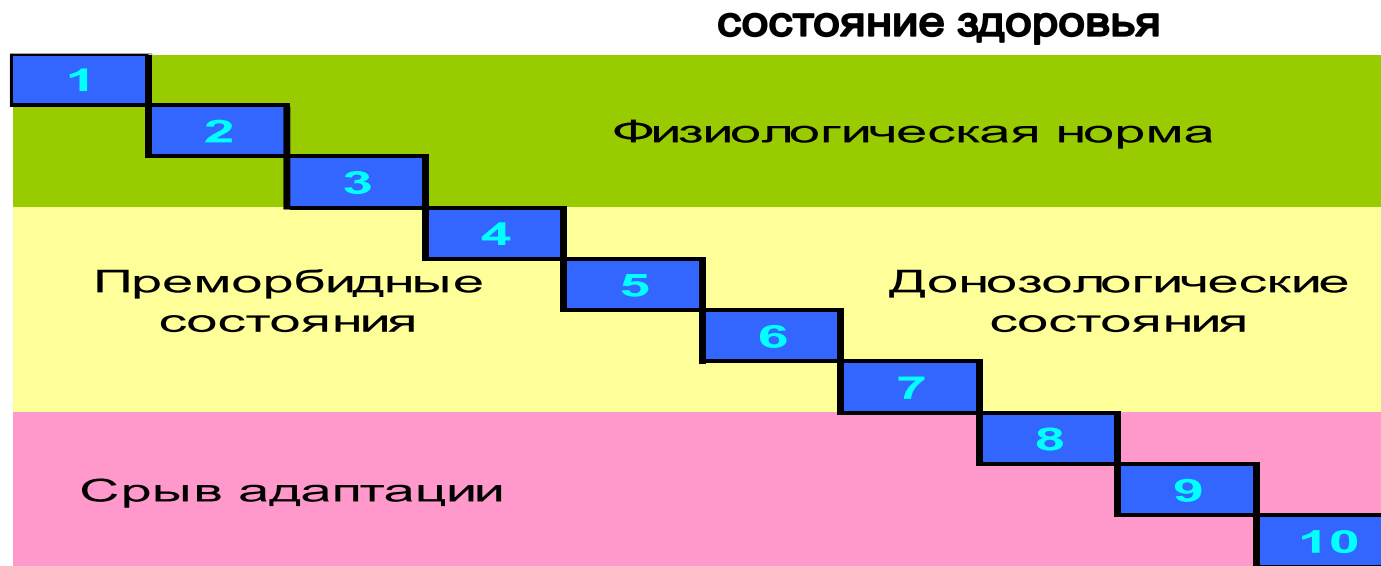 состояние здоровья
1
2
Физиологическая норма
3
4
Преморбидные
состояния
5
Донозологические
состояния
6
7
8
Срыв адаптации
9
10